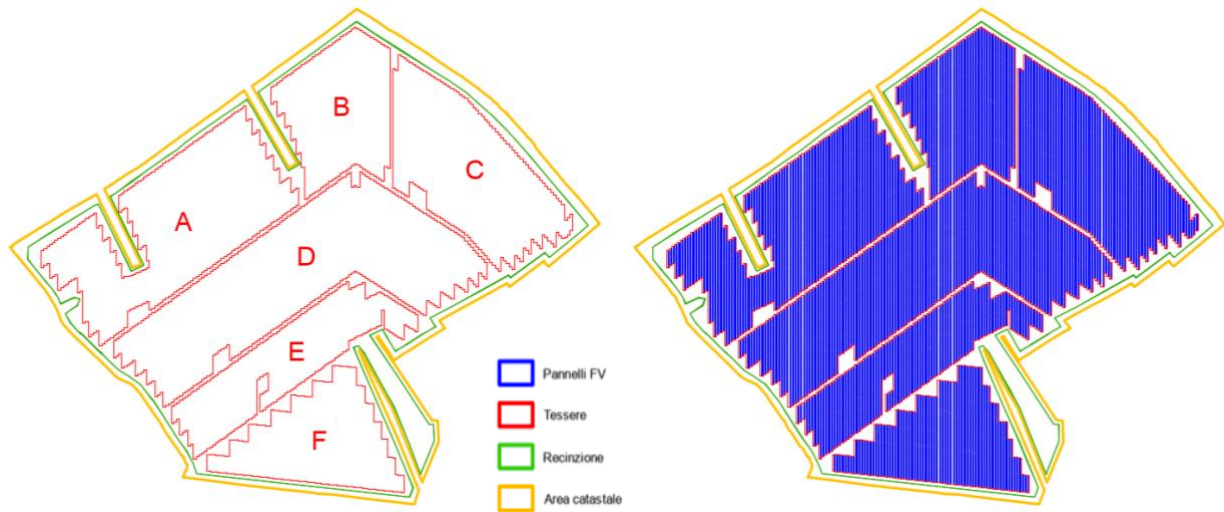 B
C
A
D
E
F
Pannelli FV
Tessere
Recinzione
Area catastale